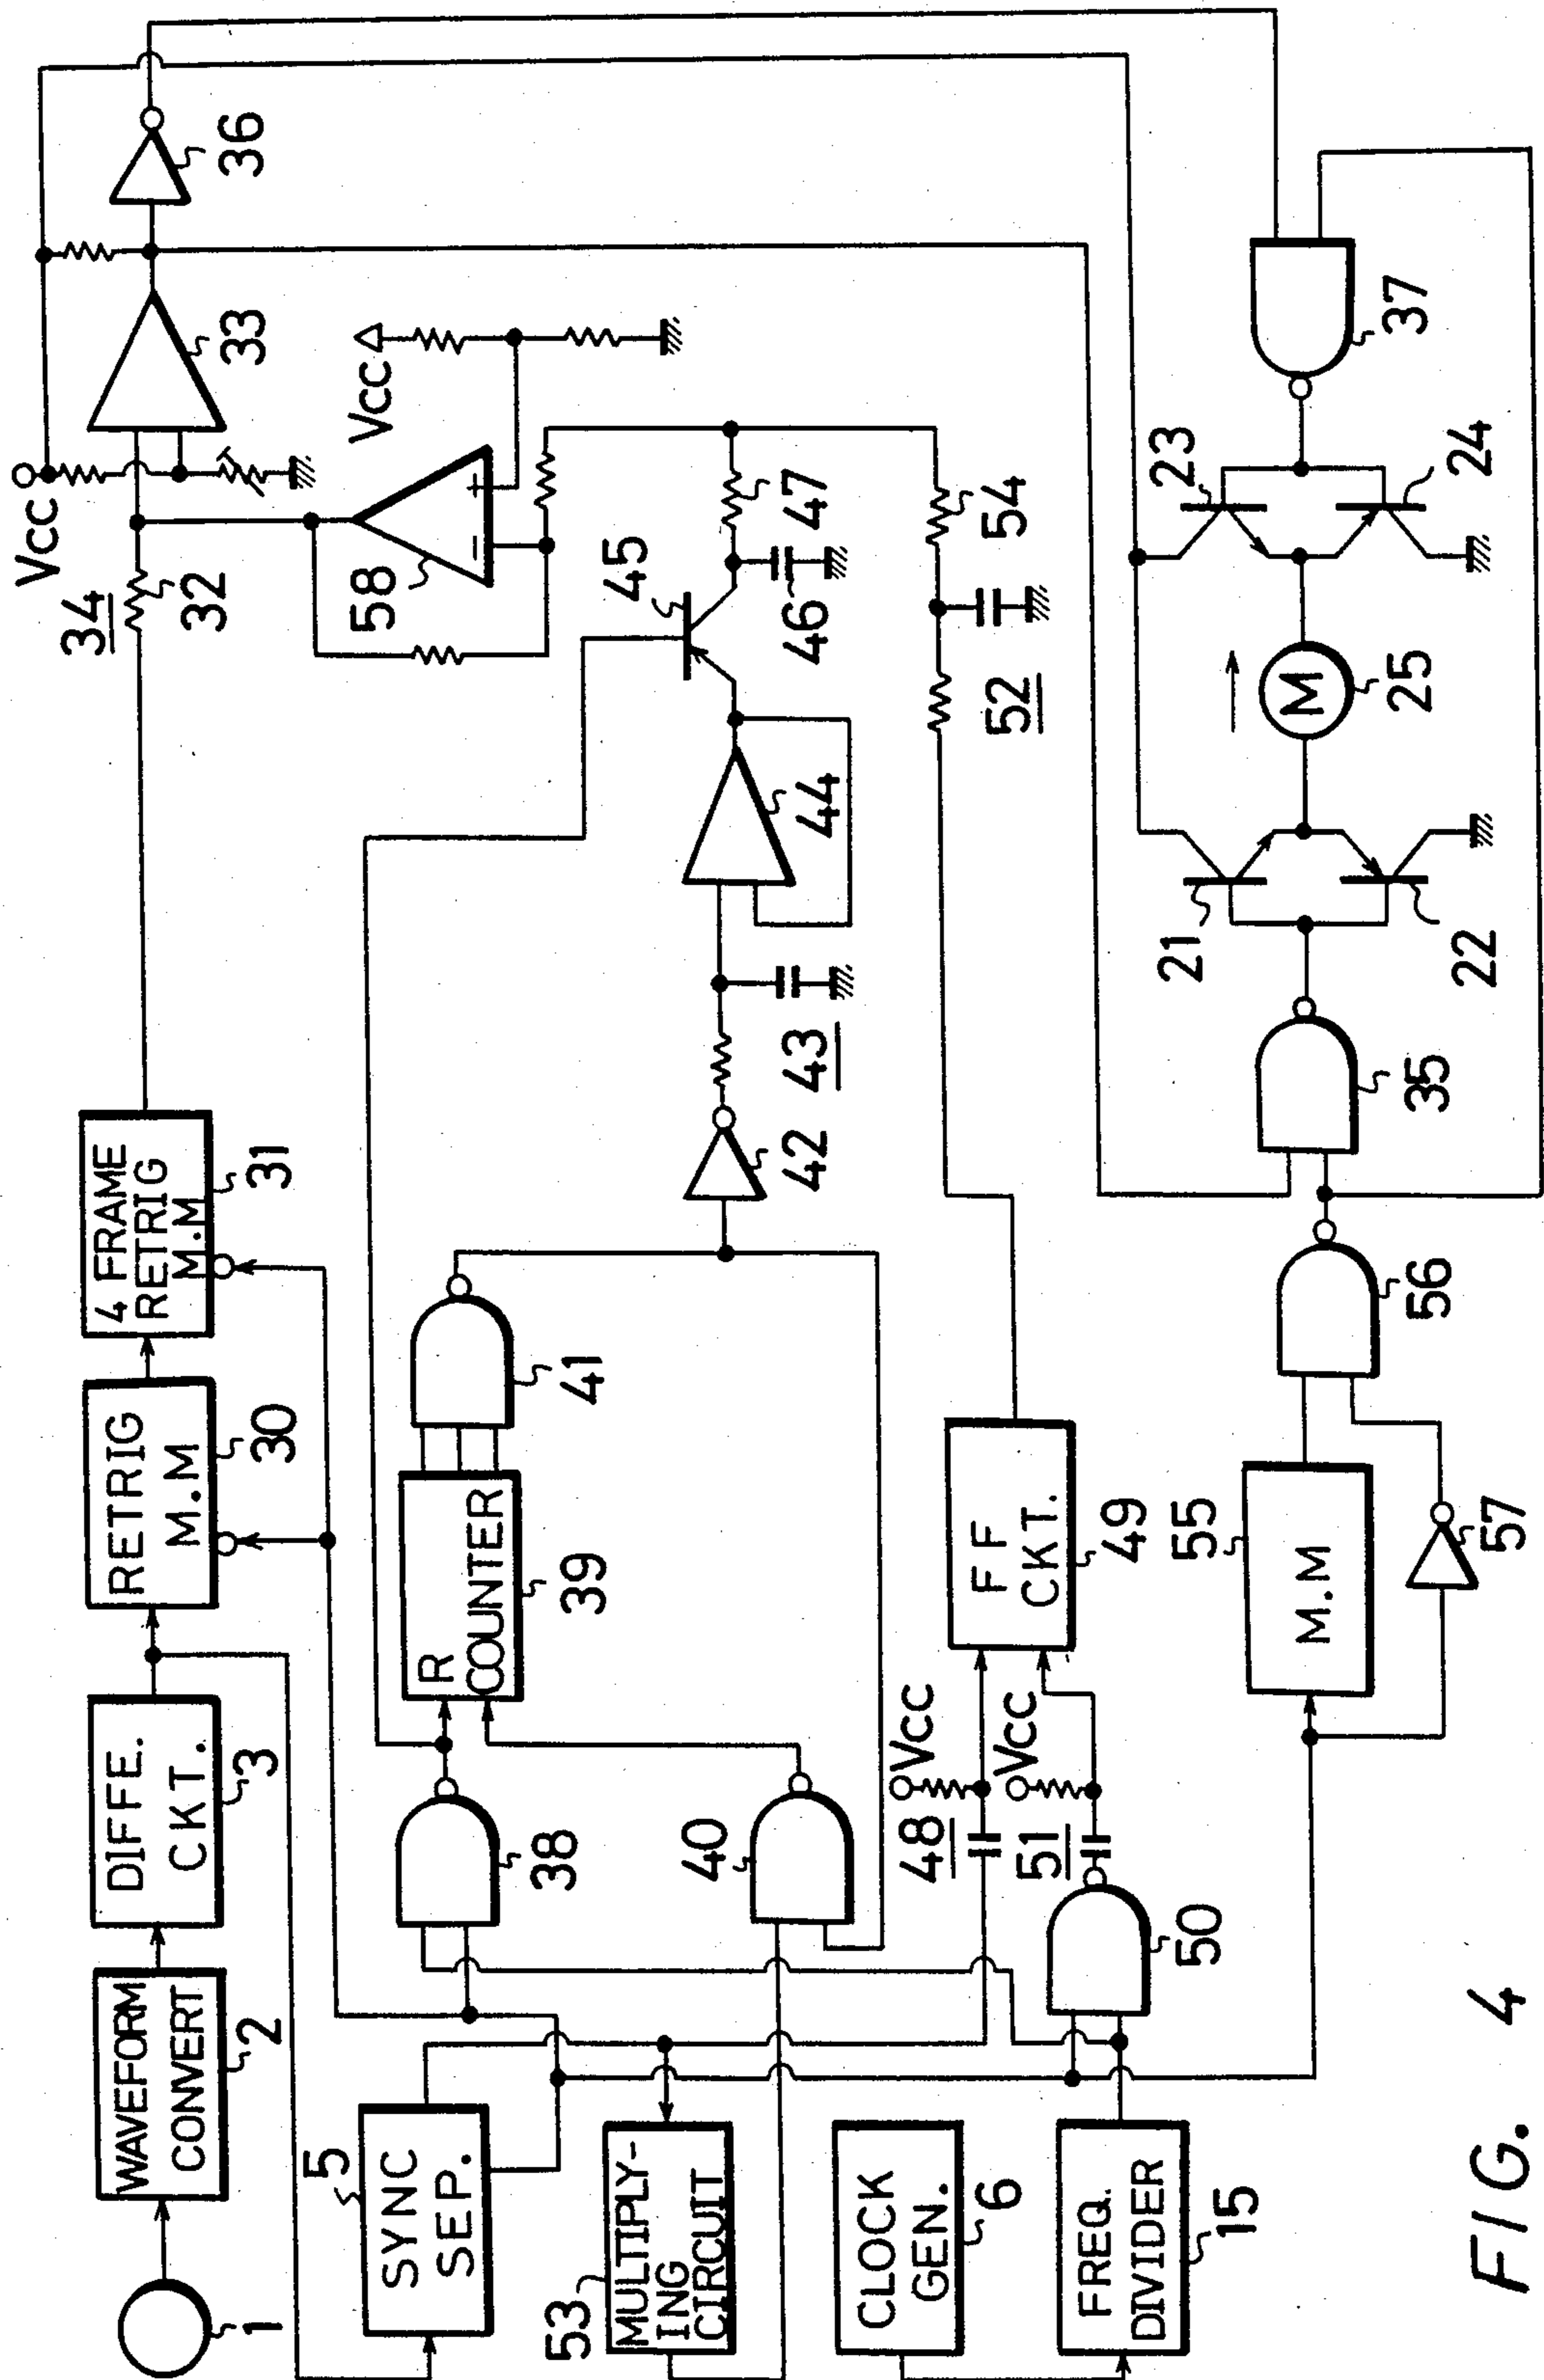 1
WAVEFORM
CONVERT
2
DIFFE.
CKT.
3
RETRIG
M.M
30
4 FRAME
RETRIG
M.M
31
34
32
Vcc
33
36
Vcc
58
+
−
5
SYNC
SEP.
38
R
COUNTER
39
41
42
43
44
45
46
47
53
MULTIPLY-
ING
CIRCUIT
40
Vcc
48
Vcc
51
FF
CKT.
49
52
54
CLOCK
GEN.
6
FREQ.
DIVIDER
15
50
55
M.M
57
56
35
21
22
M
25
23
24
37
FIG. 4